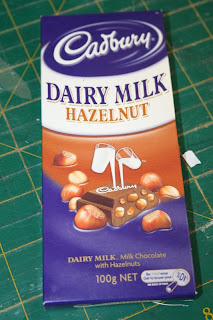 Cadbury
DAIRY MILK
HAZELNUT
Cadbury
DAIRY MILK. Milk Chocolate
with Hazelnuts
100g NET